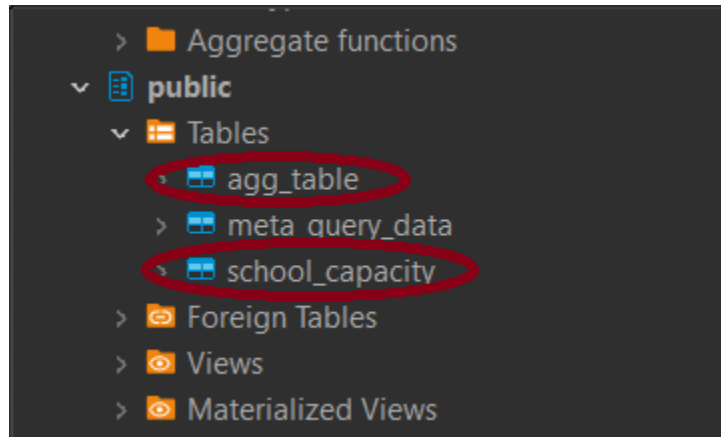 Aggregate functions
public
Tables
agg_table
meta_query_data
school_capacity
Foreign Tables
Views
Materialized Views